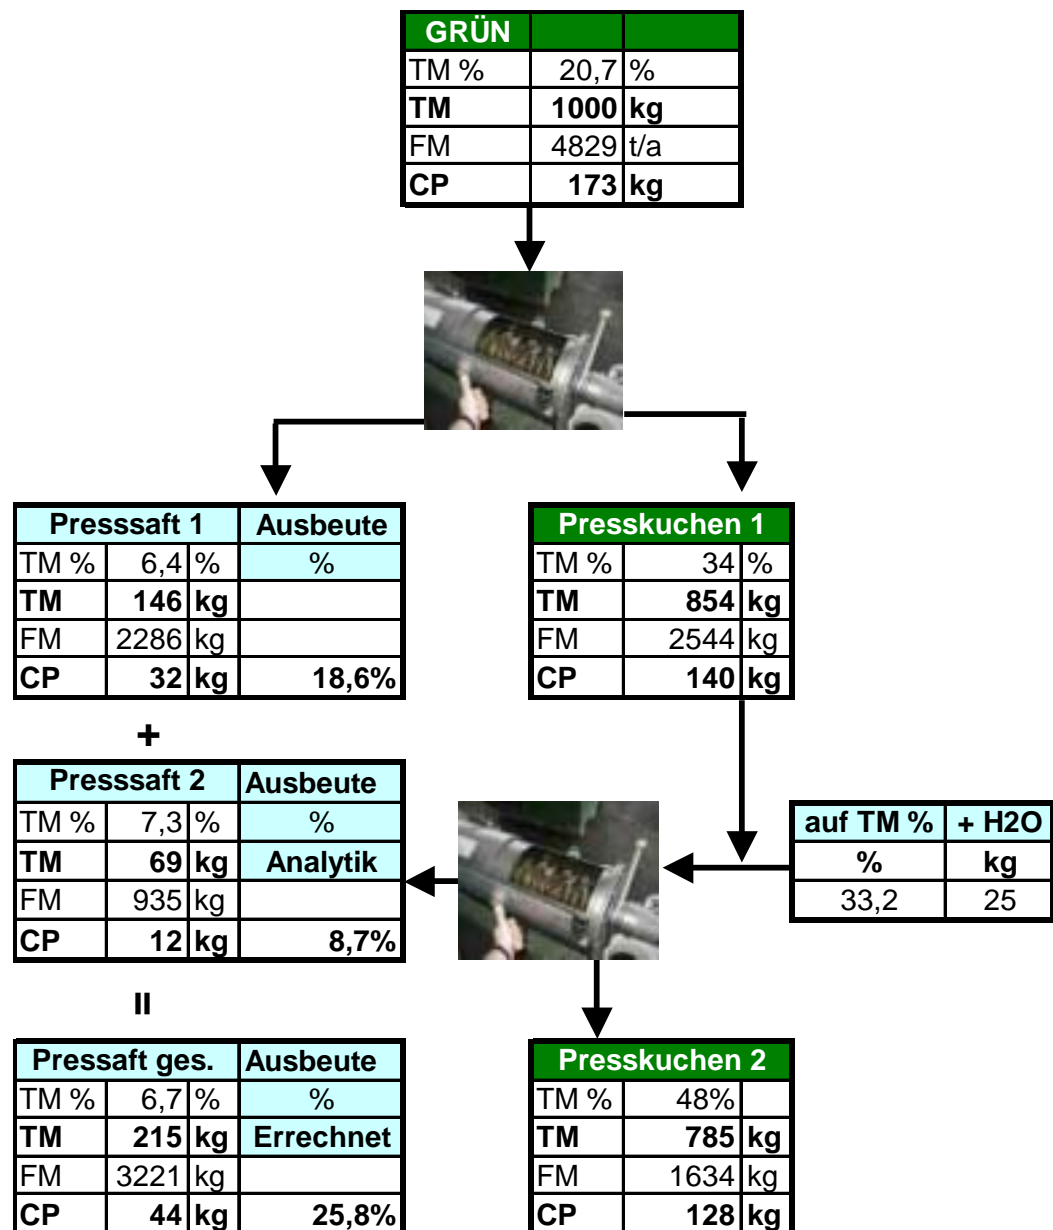 GRÜN
TM % 20,7 %
TM 1000 kg
FM 4829 t/a
CP 173 kg
Presssaft 1 Ausbeute
TM % 6,4 % %
TM 146 kg
FM 2286 kg
CP 32 kg 18,6%
Presskuchen 1
TM % 34 %
TM 854 kg
FM 2544 kg
CP 140 kg
+
Presssaft 2 Ausbeute
TM % 7,3 % %
TM 69 kg Analytik
FM 935 kg
CP 12 kg 8,7%
auf TM % + H2O
% kg
33,2 25
=
Pressaft ges. Ausbeute
TM % 6,7 % %
TM 215 kg Errechnet
FM 3221 kg
CP 44 kg 25,8%
Presskuchen 2
TM % 48%
TM 785 kg
FM 1634 kg
CP 128 kg